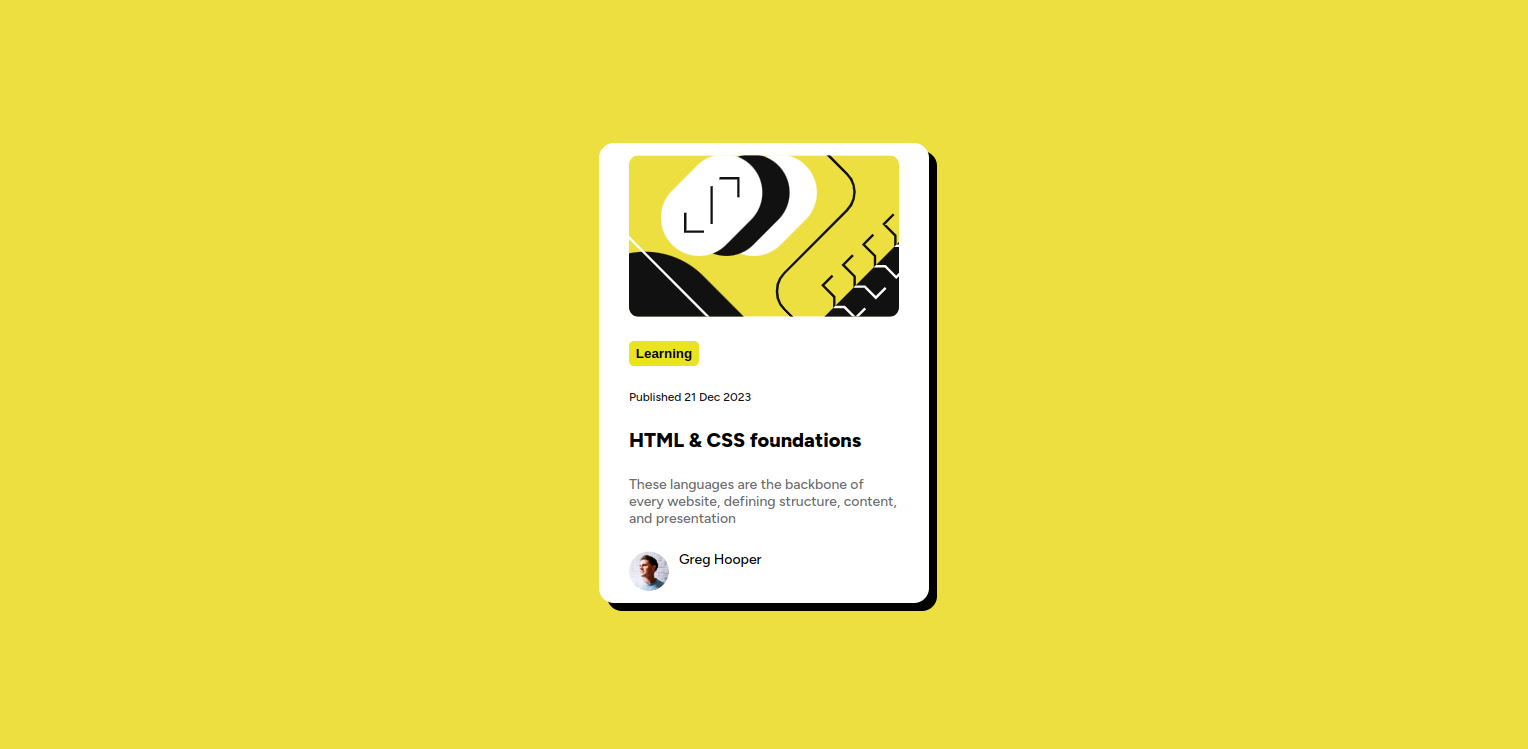 Learning
Published 21 Dec 2023
HTML & CSS foundations
These languages are the backbone of
every website, defining structure, content,
and presentation
Greg Hooper